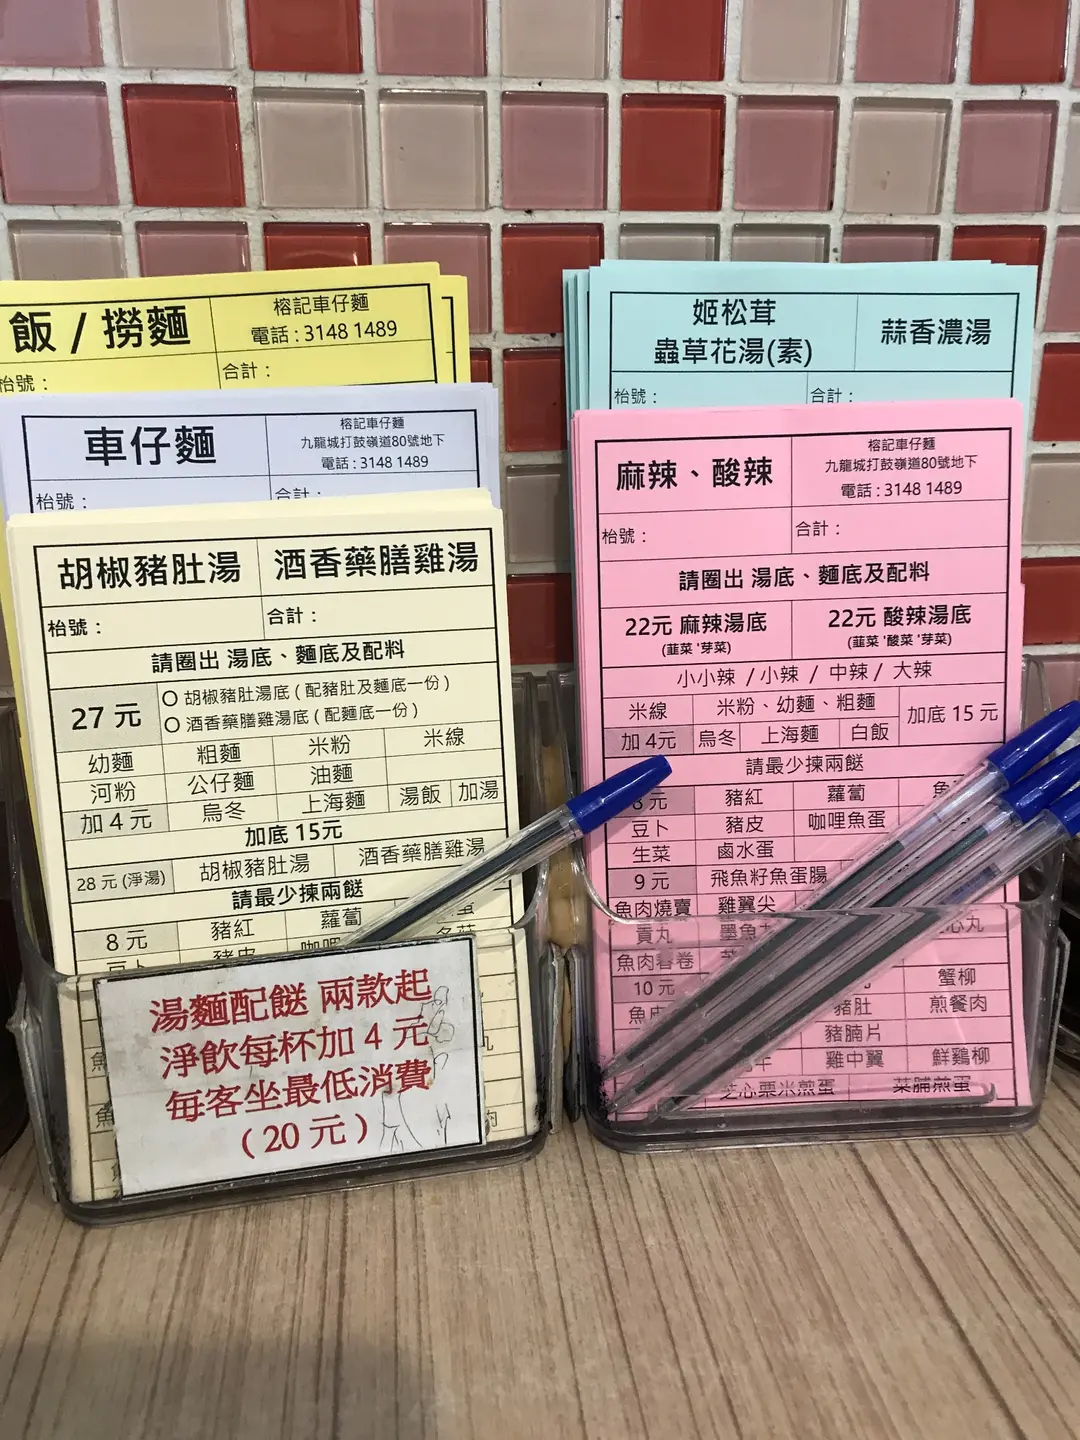 飯 / 撈麵
榕記車仔麵
電話 : 3148 1489
枱號 :
合計 :
車仔麵
榕記車仔麵
九龍城打鼓嶺道80號地下
電話 : 3148 1489
枱號 :
合計 :
胡椒豬肚湯
酒香藥膳雞湯
枱號 :
合計 :
請圈出 湯底、麵底及配料
27 元
胡椒豬肚湯底 ( 配豬肚及麵底一份 )
酒香藥膳雞湯底 ( 配麵底一份 )
幼麵 粗麵 米粉 米線
河粉 公仔麵 油麵
加 4 元 烏冬 上海麵 湯飯 加湯
加底 15元
28 元 (淨湯) 胡椒豬肚湯 酒香藥膳雞湯
請最少揀兩餸
8 元 豬紅 蘿蔔
豆卜 豬皮
湯麵配餸 兩款起
淨飲每杯加 4 元
每客坐最低消費
( 20 元 )
姬松茸
蟲草花湯(素)
蒜香濃湯
枱號 :
合計 :
麻辣、酸辣
榕記車仔麵
九龍城打鼓嶺道80號地下
電話 : 3148 1489
枱號 :
合計 :
請圈出 湯底、麵底及配料
22元 麻辣湯底
(韮菜 '芽菜)
22元 酸辣湯底
(韮菜 '酸菜 '芽菜)
小小辣 / 小辣 / 中辣 / 大辣
米線 米粉、幼麵、粗麵 加底 15 元
加 4元 烏冬 上海麵 白飯
請最少揀兩餸
8 元 豬紅 蘿蔔
豆卜 豬皮 咖哩魚蛋
生菜 鹵水蛋
9 元 飛魚籽魚蛋腸
魚肉燒賣 雞翼尖
貢丸 墨魚丸
魚肉春卷
10 元 蟹柳
豬肚 煎餐肉
豬腩片
雞中翼 鮮鷄柳
芝心粟米煎蛋 菜脯煎蛋